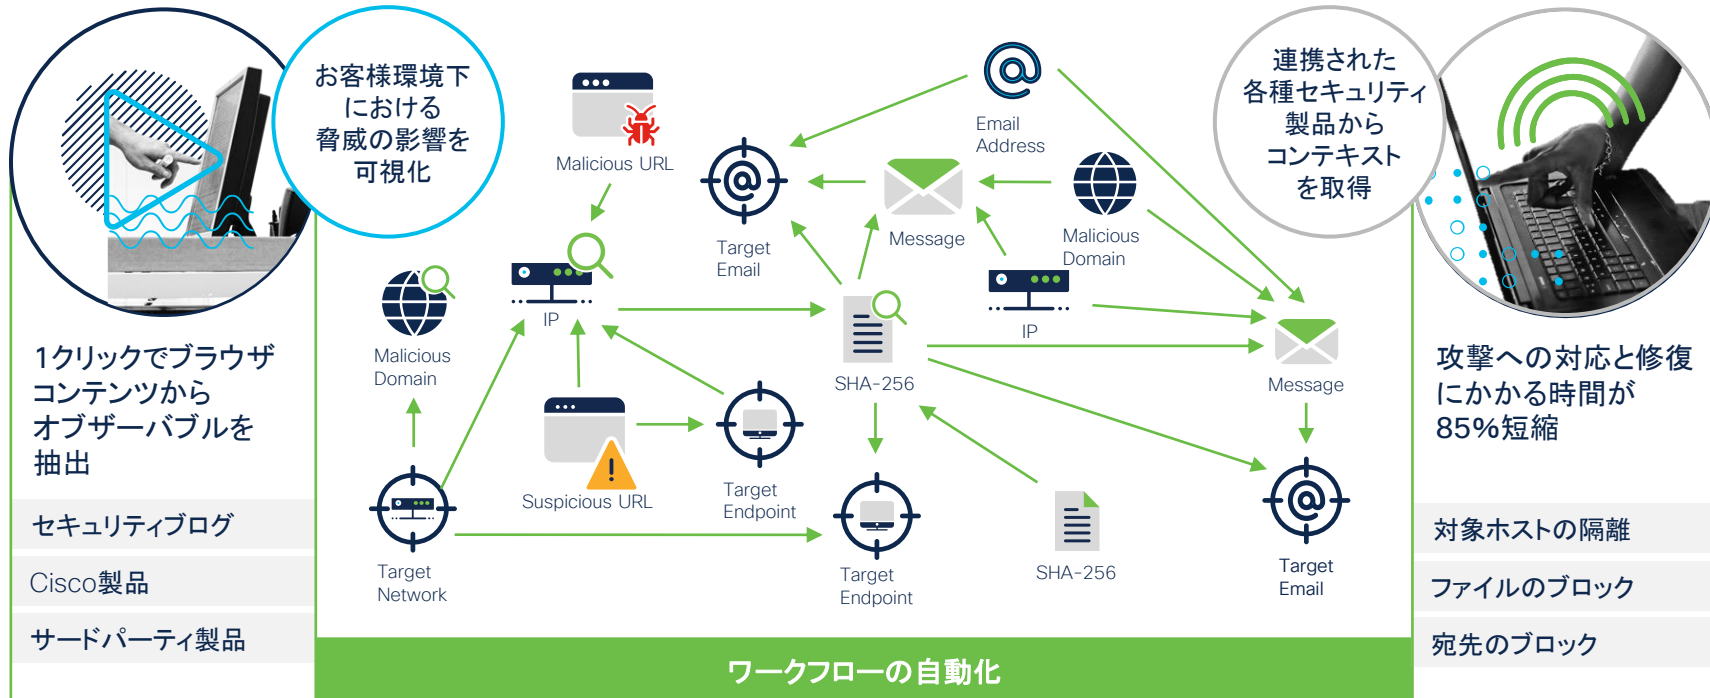 お客様環境下
における
脅威の影響を
可視化
1クリックでブラウザ
コンテンツから
オブザーバブルを
抽出
セキュリティブログ
Cisco製品
サードパーティ製品
Malicious URL
Email
Address
Target
Email
Message
Malicious
Domain
IP
IP
Malicious
Domain
SHA-256
Message
Suspicious URL
Target
Endpoint
Target
Network
Target
Endpoint
SHA-256
Target
Email
ワークフローの自動化
連携された
各種セキュリティ
製品から
コンテキスト
を取得
攻撃への対応と修復
にかかる時間が
85%短縮
対象ホストの隔離
ファイルのブロック
宛先のブロック